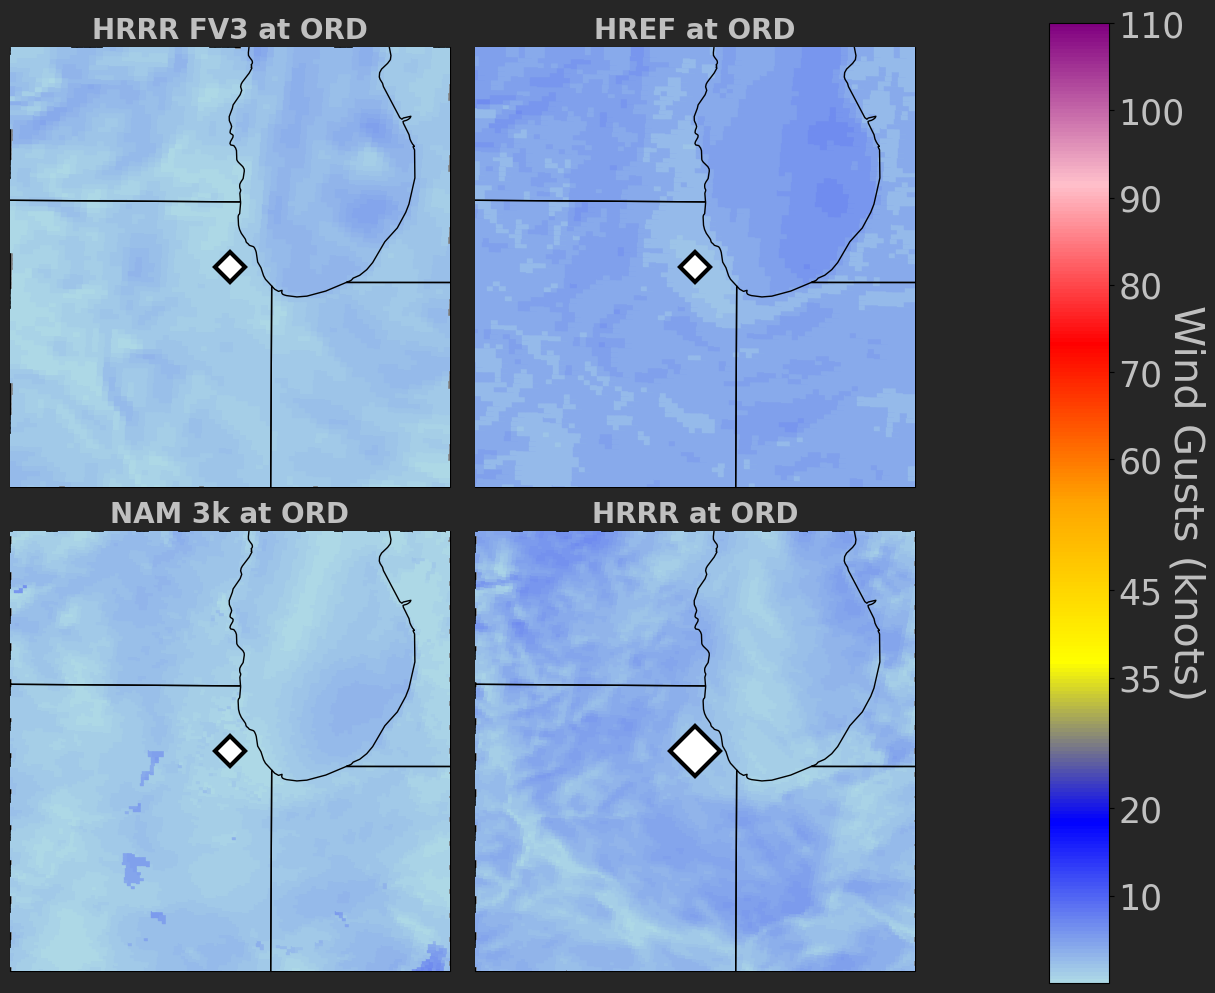 HRRR FV3 at ORD
HREF at ORD
NAM 3k at ORD
HRRR at ORD
110
100
90
80
70
60
45
35
20
10
Wind Gusts (knots)